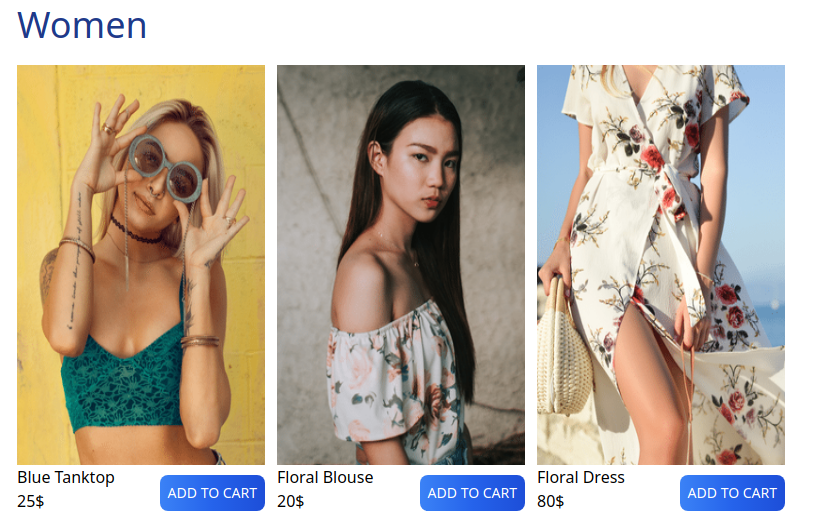 Women
Blue Tanktop
25$
ADD TO CART
Floral Blouse
20$
ADD TO CART
Floral Dress
80$
ADD TO CART